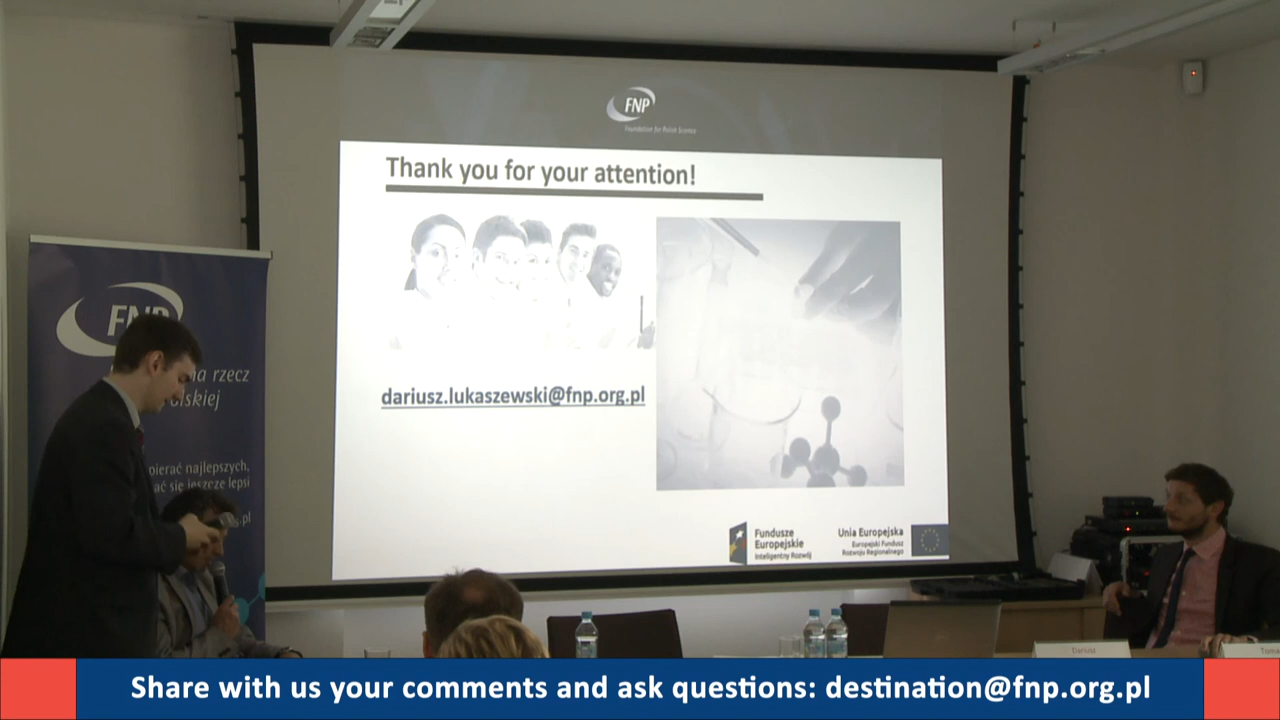 FNP
Foundation for Polish Science
Thank you for your attention!
dariusz.lukaszewski@fnp.org.pl
Fundusze
Europejskie
Inteligentny Rozwój
Unia Europejska
Europejski Fundusz
Rozwoju Regionalnego
FNP
na rzecz
olskiej
pierać najlepszych,
ać się jeszcze lepsi
.pl
Dariusz
Toma
Share with us your comments and ask questions: destination@fnp.org.pl